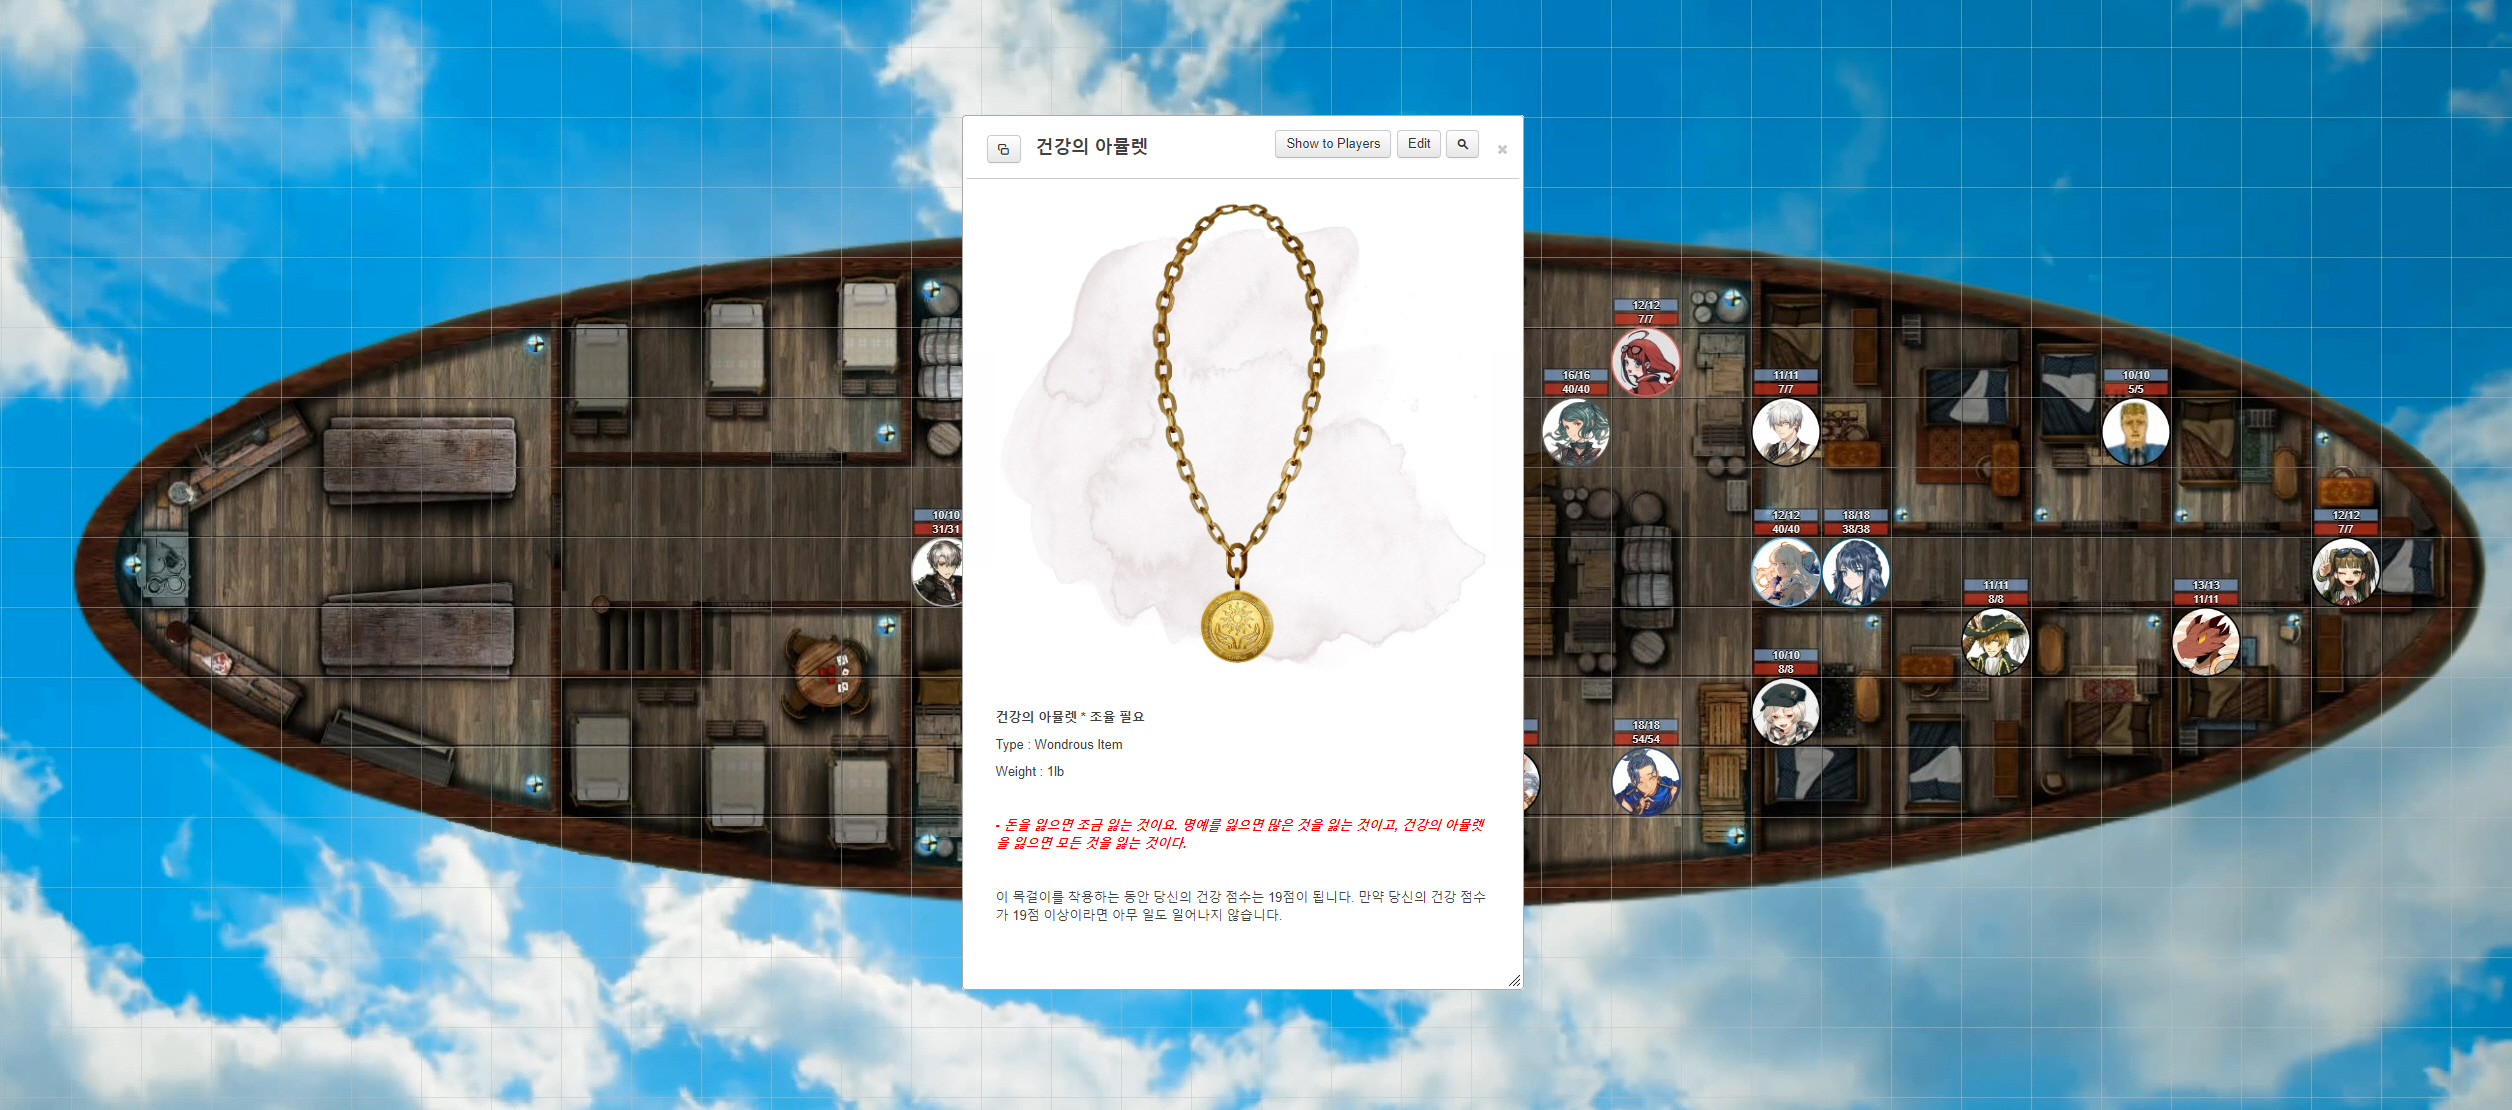 건강의 아뮬렛
Show to Players Edit
12/12
7/7
16/16
40/40
11/11
7/7
10/10
5/5
10/10
31/31
12/12
40/40
18/18
38/38
12/12
7/7
11/11
8/8
13/13
11/11
10/10
8/8
18/18
54/54
건강의 아뮬렛 * 조율 필요
Type : Wondrous Item
Weight : 1lb
- 돈을 잃으면 조금 잃는 것이요. 명예를 잃으면 많은 것을 잃는 것이고, 건강의 아뮬렛
을 잃으면 모든 것을 잃는 것이다.
이 목걸이를 착용하는 동안 당신의 건강 점수는 19점이 됩니다. 만약 당신의 건강 점수
가 19점 이상이라면 아무 일도 일어나지 않습니다.